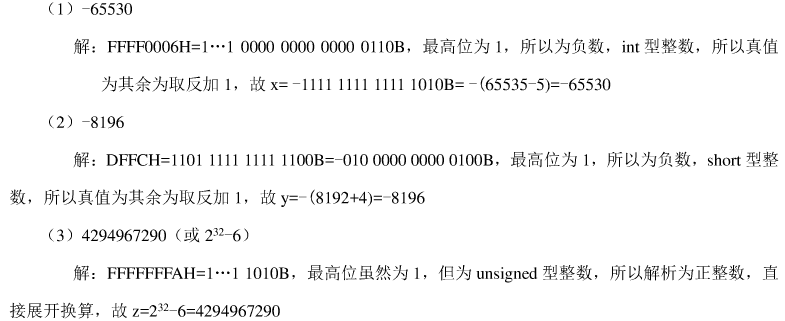 （1）-65530
解：FFFF0006H=1⋯1 0000 0000 0000 0110B，最高位为 1，所以为负数，int 型整数，所以真值
为其余为取反加 1，故 x= -1111 1111 1111 1010B= -(65535-5)=-65530
（2）-8196
解：DFFCH=1101 1111 1111 1100B=-010 0000 0000 0100B，最高位为 1，所以为负数，short 型整
数，所以真值为其余为取反加 1，故 y=-(8192+4)=-8196
（3）4294967290（或 2³²-6）
解：FFFFFFFAH=1⋯1 1010B，最高位虽然为 1，但为 unsigned 型整数，所以解析为正整数，直
接展开换算，故 z=2³²-6=4294967290